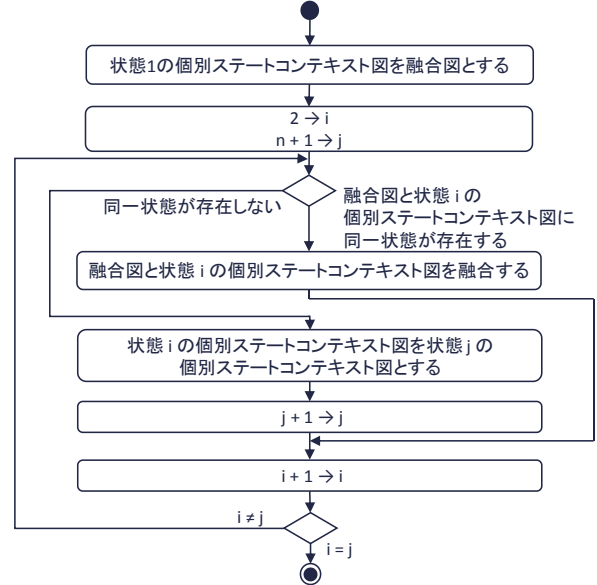 状態1の個別ステートコンテキスト図を融合図とする
2 → i
n + 1 → j
同一状態が存在しない
融合図と状態 i の
個別ステートコンテキスト図に
同一状態が存在する
融合図と状態 i の個別ステートコンテキスト図を融合する
状態 i の個別ステートコンテキスト図を状態 j の
個別ステートコンテキスト図とする
j + 1 → j
i + 1 → i
i ≠ j
i = j